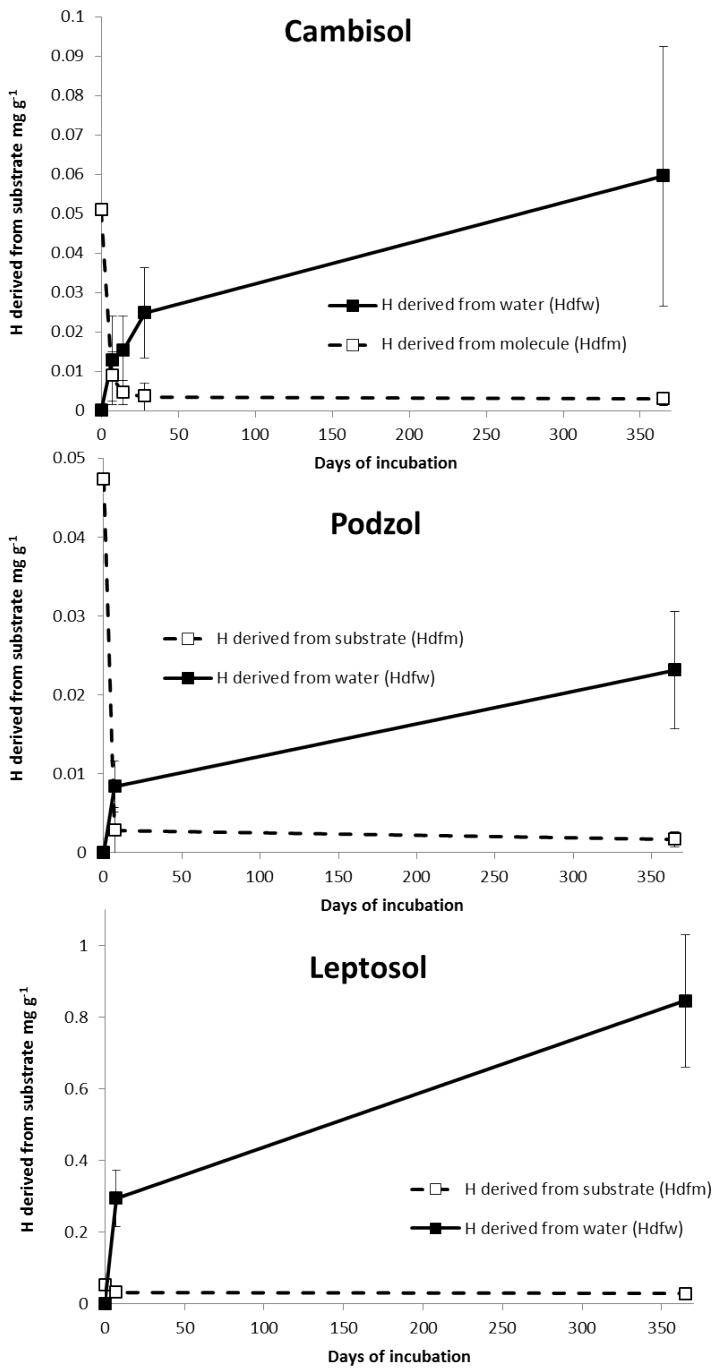 Cambisol
H derived from substrate mg g-1
0.1
0.09
0.08
0.07
0.06
0.05
0.04
0.03
0.02
0.01
0
H derived from water (Hdfw)
H derived from molecule (Hdfm)
0 50 100 150 200 250 300 350
Days of incubation
Podzol
H derived from substrate mg g-1
0.05
0.04
0.03
0.02
0.01
0
H derived from substrate (Hdfm)
H derived from water (Hdfw)
0 50 100 150 200 250 300 350
Days of incubation
Leptosol
H derived from substrate mg g-1
1
0.8
0.6
0.4
0.2
0
H derived from substrate (Hdfm)
H derived from water (Hdfw)
0 50 100 150 200 250 300 350
Days of incubation